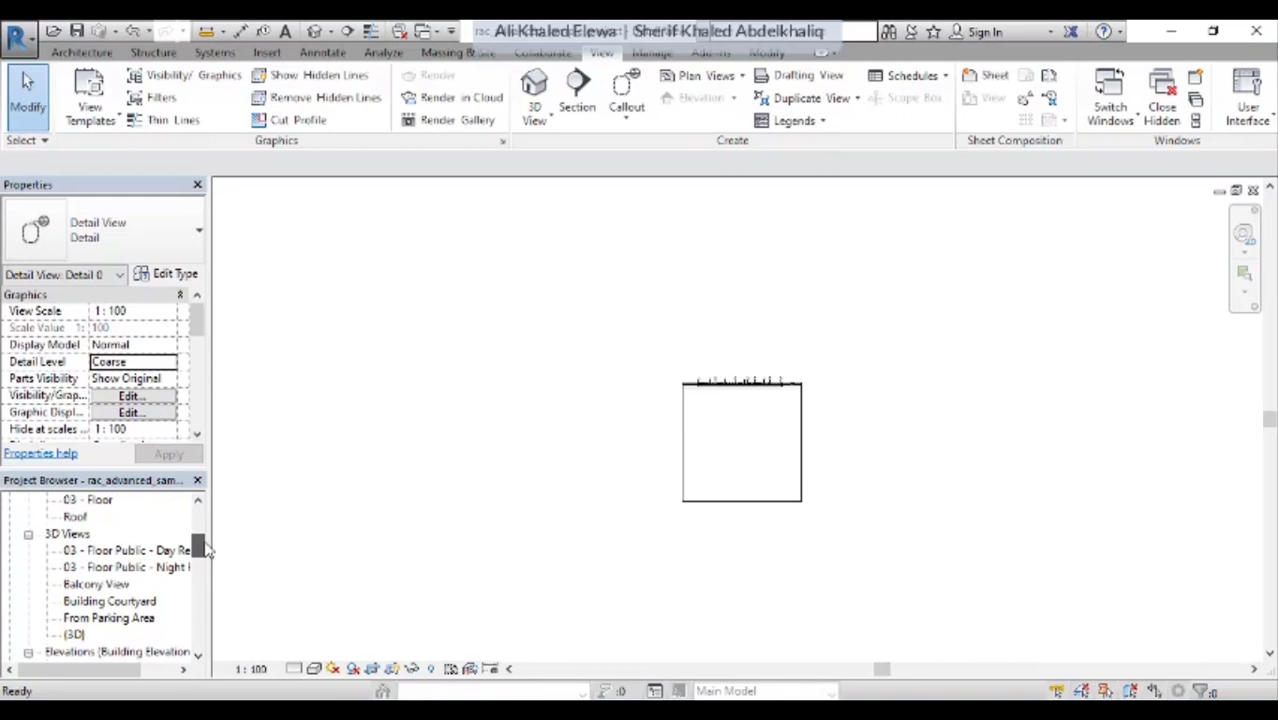 Ali Khaled Elewa | Sherif Khaled Abdelkhaliq
Sign In
Architecture Structure Systems Insert Annotate Analyze Massing & Site Collaborate View Manage Add-Ins Modify
Modify
View Templates
Visibility/ Graphics
Filters
Thin Lines
Show Hidden Lines
Remove Hidden Lines
Cut Profile
Render
Render in Cloud
Render Gallery
3D View
Section
Callout
Plan Views
Elevation
Drafting View
Duplicate View
Legends
Schedules
Scope Box
Sheet
View
Switch Windows
Close Hidden
User Interface
Select
Graphics
Create
Sheet Composition
Windows
Properties
Detail View
Detail
Detail View: Detail 0
Edit Type
Graphics
View Scale 1 : 100
Scale Value 1: 100
Display Model Normal
Detail Level Coarse
Parts Visibility Show Original
Visibility/Grap... Edit...
Graphic Displ... Edit...
Hide at scales ... 1 : 100
Properties help
Apply
Project Browser - rac_advanced_sam...
03 - Floor
Roof
3D Views
03 - Floor Public - Day Re
03 - Floor Public - Night
Balcony View
Building Courtyard
From Parking Area
{3D}
Elevations (Building Elevation
1 : 100
Ready
:0
Main Model
:0